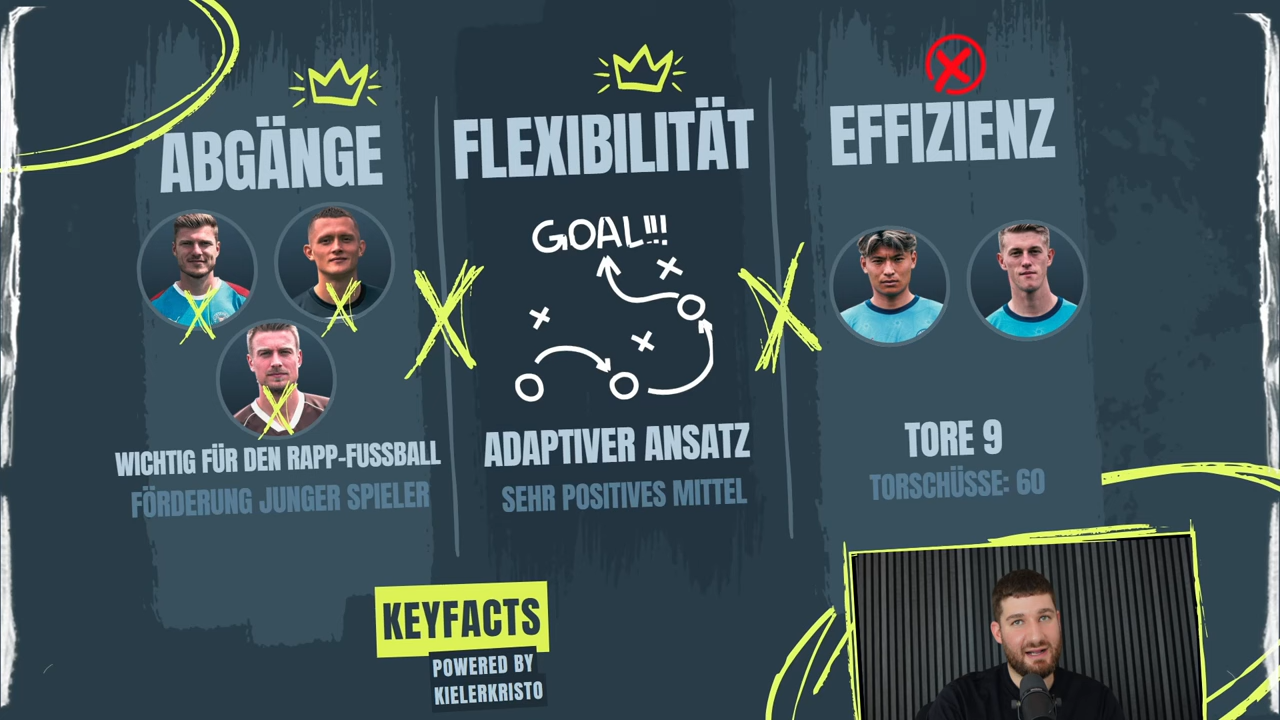 ABGÄNGE
WICHTIG FÜR DEN RAPP-FUSSBALL
FÖRDERUNG JUNGER SPIELER
FLEXIBILITÄT
GOAL!!!
ADAPTIVER ANSATZ
SEHR POSITIVES MITTEL
EFFIZIENZ
TORE 9
TORSCHÜSSE: 60
KEYFACTS
POWERED BY
KIELERKRISTO